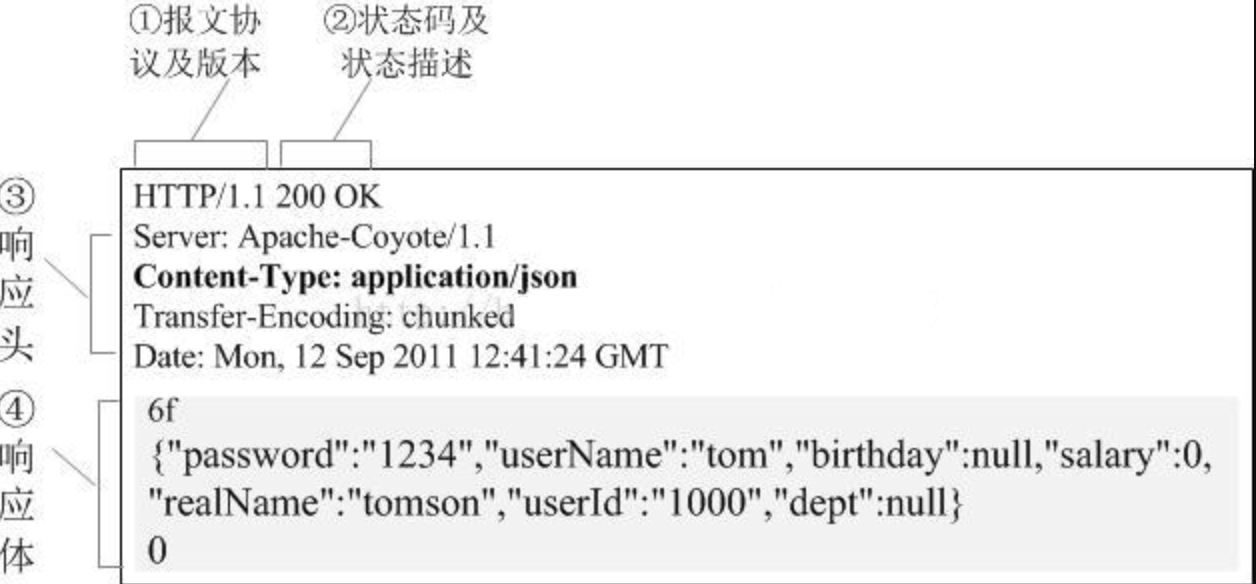 ①报文协
议及版本
②状态码及
状态描述
HTTP/1.1 200 OK
③
响
应
头
Server: Apache-Coyote/1.1
Content-Type: application/json
Transfer-Encoding: chunked
Date: Mon, 12 Sep 2011 12:41:24 GMT
④
响
应
体
6f
{"password":"1234","userName":"tom","birthday":null,"salary":0,
"realName":"tomson","userId":"1000","dept":null}
0